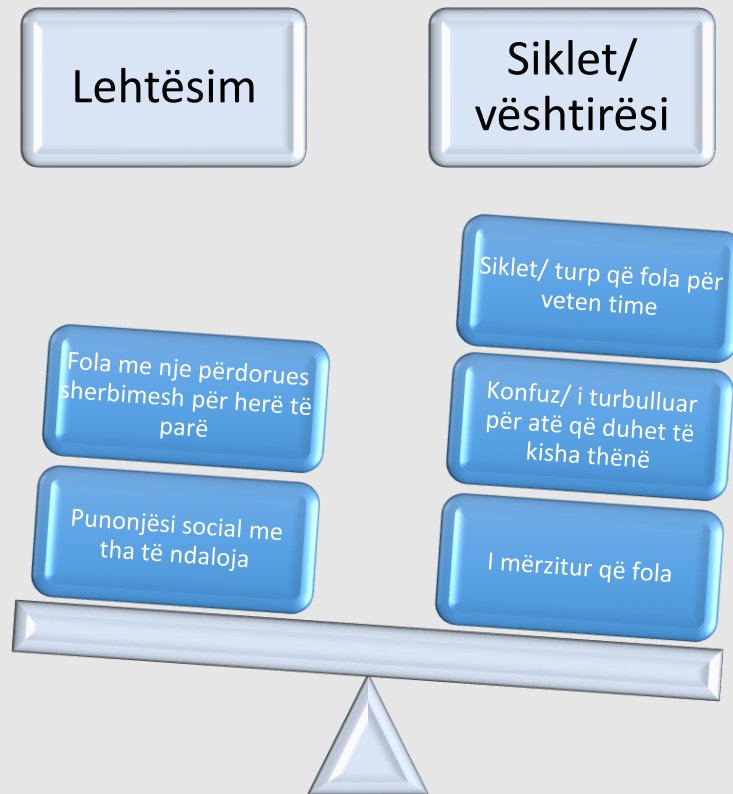 Lehtësim
Siklet/
vështirësi
Siklet/ turp që fola për
veten time
Fola me nje përdorues
sherbimesh për herë të
parë
Konfuz/ i turbulluar
për atë që duhet të
kisha thënë
Punonjësi social me
tha të ndaloja
I mërzitur që fola